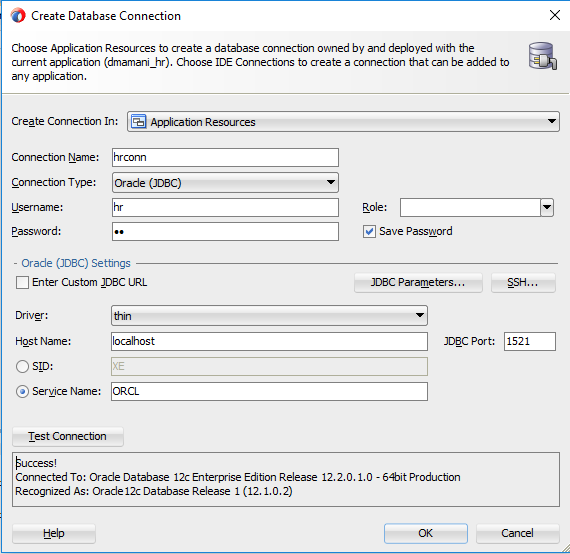 Create Database Connection
Choose Application Resources to create a database connection owned by and deployed with the
current application (dmamani_hr). Choose IDE Connections to create a connection that can be added to
any application.
Create Connection In: Application Resources
Connection Name: hrconn
Connection Type: Oracle (JDBC)
Username: hr Role:
Password: •• Save Password
Oracle (JDBC) Settings
Enter Custom JDBC URL JDBC Parameters... SSH...
Driver: thin
Host Name: localhost JDBC Port: 1521
SID: XE
Service Name: ORCL
Test Connection
Success!
Connected To: Oracle Database 12c Enterprise Edition Release 12.2.0.1.0 - 64bit Production
Recognized As: Oracle12c Database Release 1 (12.1.0.2)
Help OK Cancel